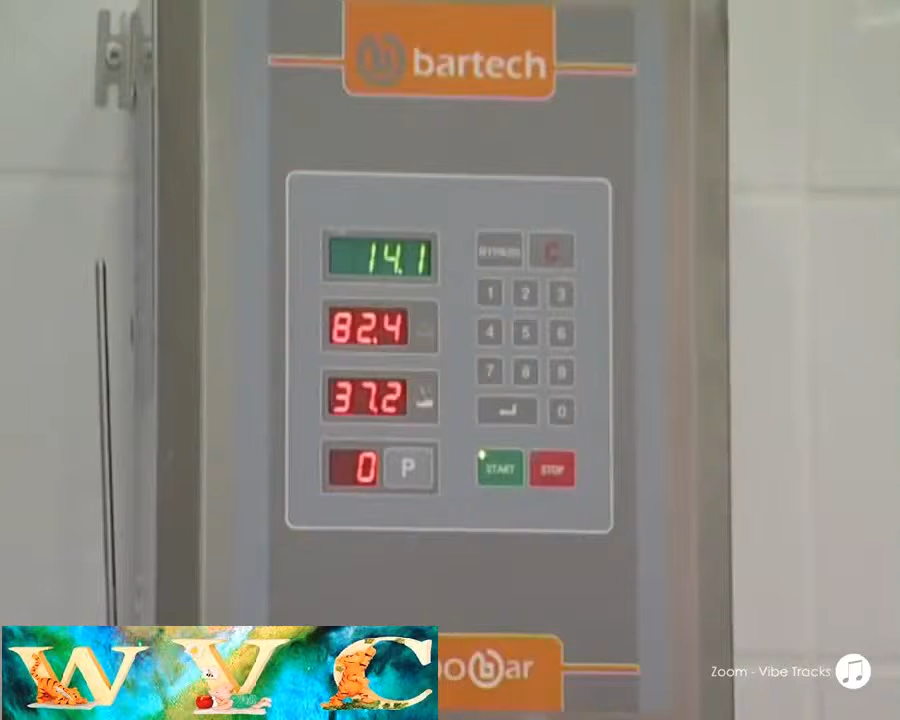 bartech
14.1
BYPASS C
82.4
1 2 3
4 5 6
37.2
7 8 9
0
0 P
START STOP
WVC
bar
Zoom - Vibe Tracks